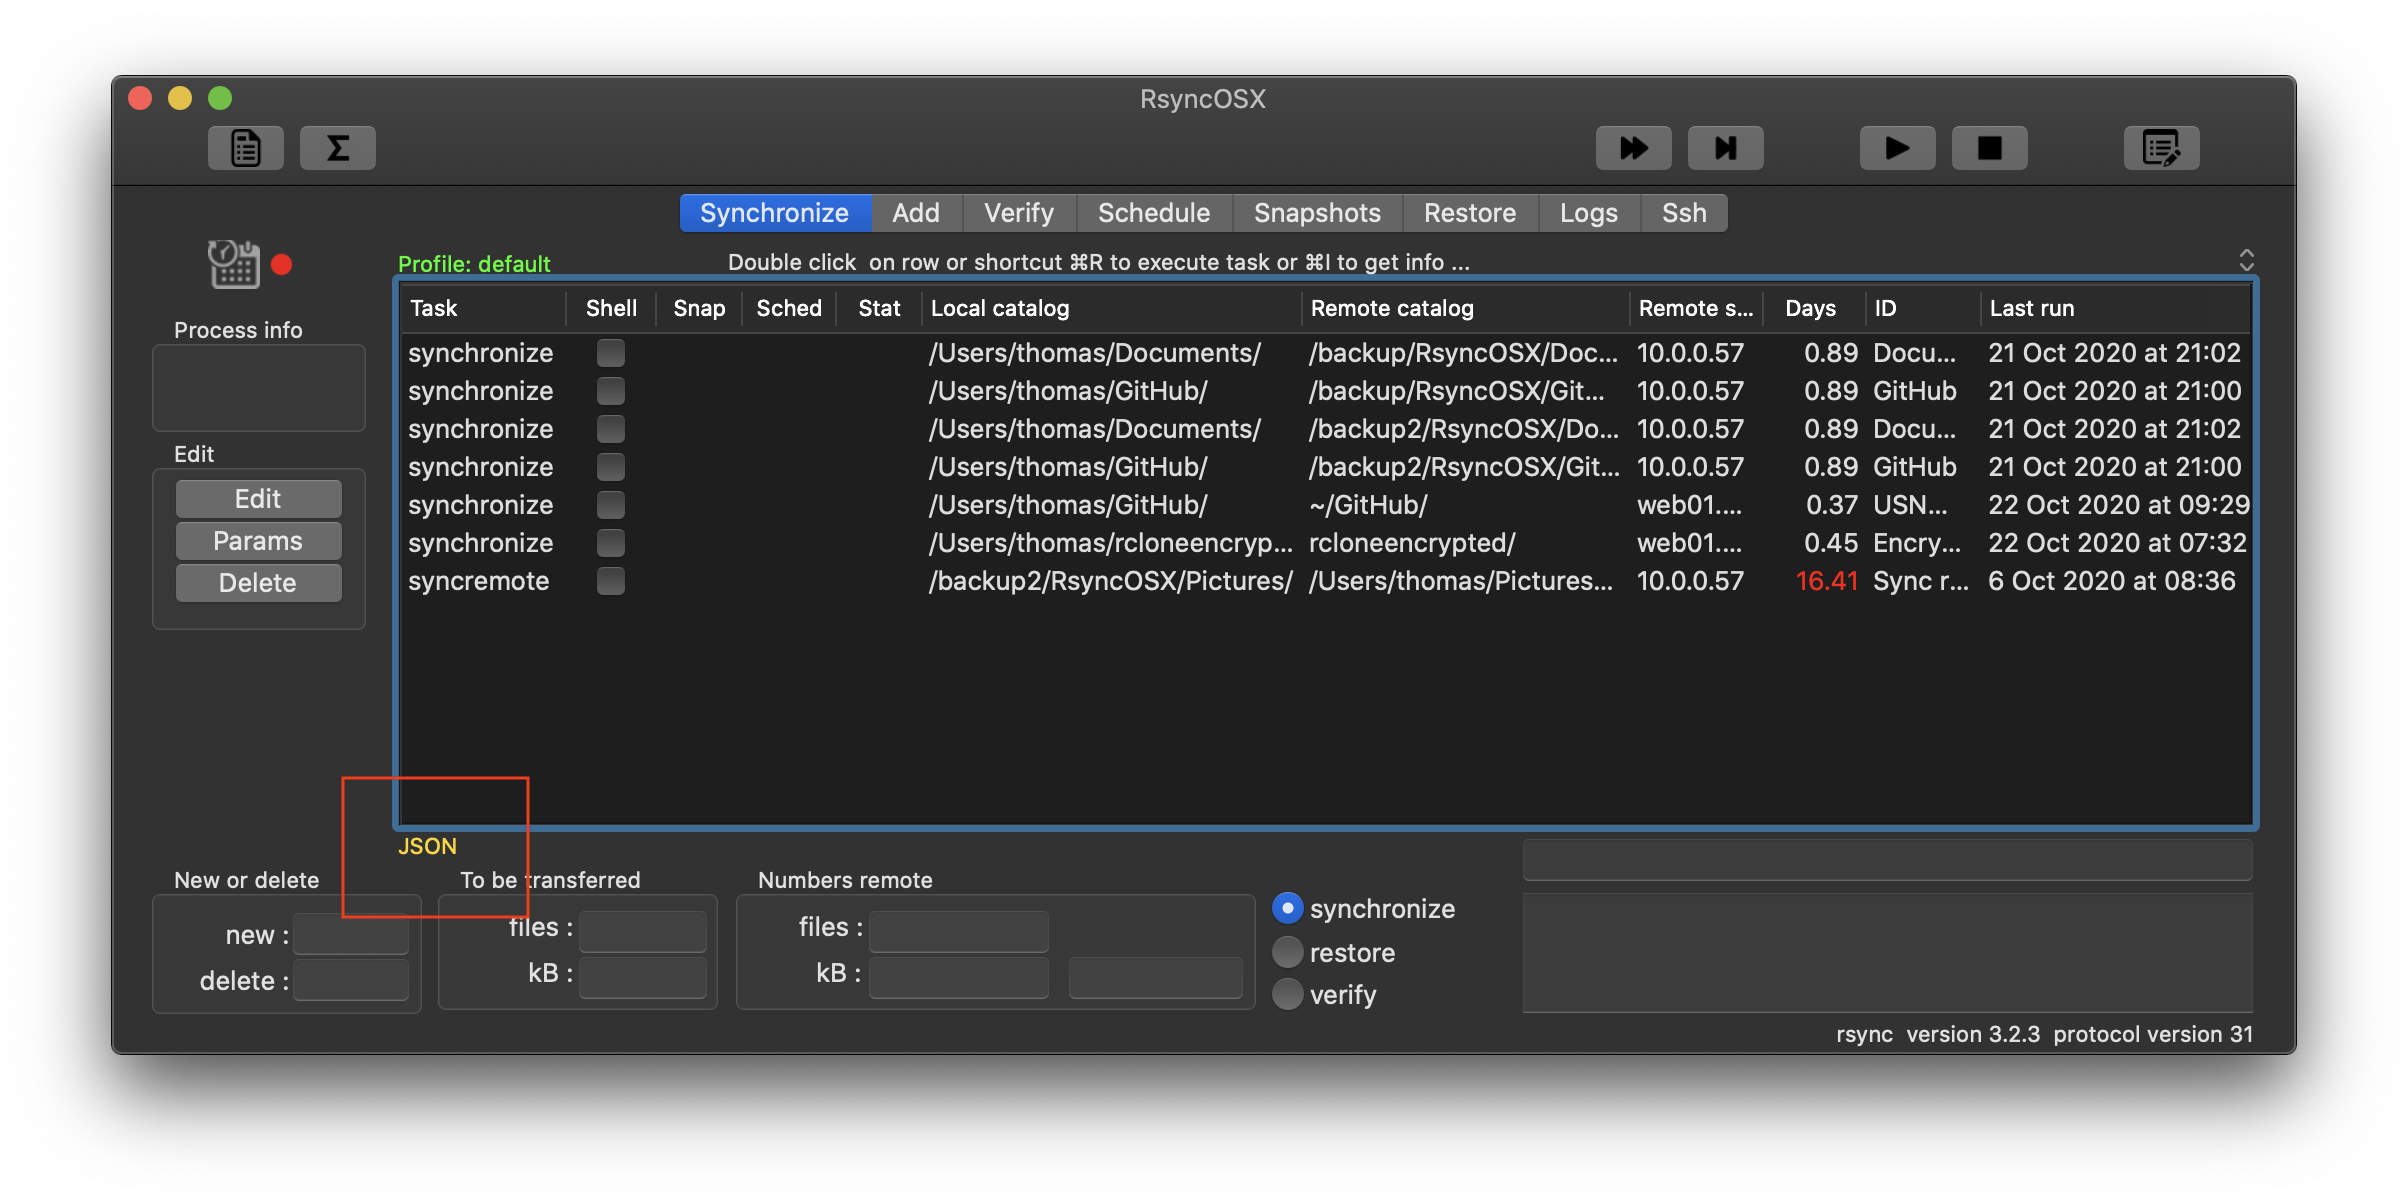 RsyncOSX
Σ
Synchronize Add Verify Schedule Snapshots Restore Logs Ssh
Profile: default Double click on row or shortcut ⌘R to execute task or ⌘I to get info ...
Process info
Edit
Edit
Params
Delete
Task Shell Snap Sched Stat Local catalog Remote catalog Remote s... Days ID Last run
synchronize /Users/thomas/Documents/ /backup/RsyncOSX/Doc... 10.0.0.57 0.89 Docu... 21 Oct 2020 at 21:02
synchronize /Users/thomas/GitHub/ /backup/RsyncOSX/Git... 10.0.0.57 0.89 GitHub 21 Oct 2020 at 21:00
synchronize /Users/thomas/Documents/ /backup2/RsyncOSX/Do... 10.0.0.57 0.89 Docu... 21 Oct 2020 at 21:02
synchronize /Users/thomas/GitHub/ /backup2/RsyncOSX/Git... 10.0.0.57 0.89 GitHub 21 Oct 2020 at 21:00
synchronize /Users/thomas/GitHub/ ~/GitHub/ web01.... 0.37 USN... 22 Oct 2020 at 09:29
synchronize /Users/thomas/rcloneencryp... rcloneencrypted/ web01.... 0.45 Encry... 22 Oct 2020 at 07:32
syncremote /backup2/RsyncOSX/Pictures/ /Users/thomas/Pictures... 10.0.0.57 16.41 Sync r... 6 Oct 2020 at 08:36
JSON
New or delete
new :
delete :
To be transferred
files :
kB :
Numbers remote
files :
kB :
synchronize
restore
verify
rsync version 3.2.3 protocol version 31